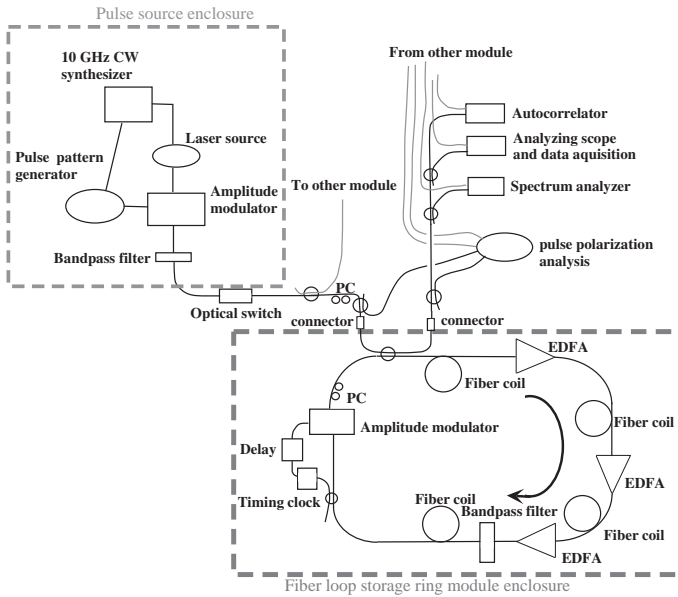 Pulse source enclosure
10 GHz CW
synthesizer
Laser source
Pulse pattern
generator
Amplitude
modulator
Bandpass filter
Optical switch
To other module
From other module
Autocorrelator
Analyzing scope
and data aquisition
Spectrum analyzer
pulse polarization
analysis
PC
connector
connector
EDFA
Fiber coil
PC
Amplitude modulator
Fiber coil
Delay
Timing clock
EDFA
Fiber coil
Bandpass filter
Fiber coil
EDFA
Fiber loop storage ring module enclosure